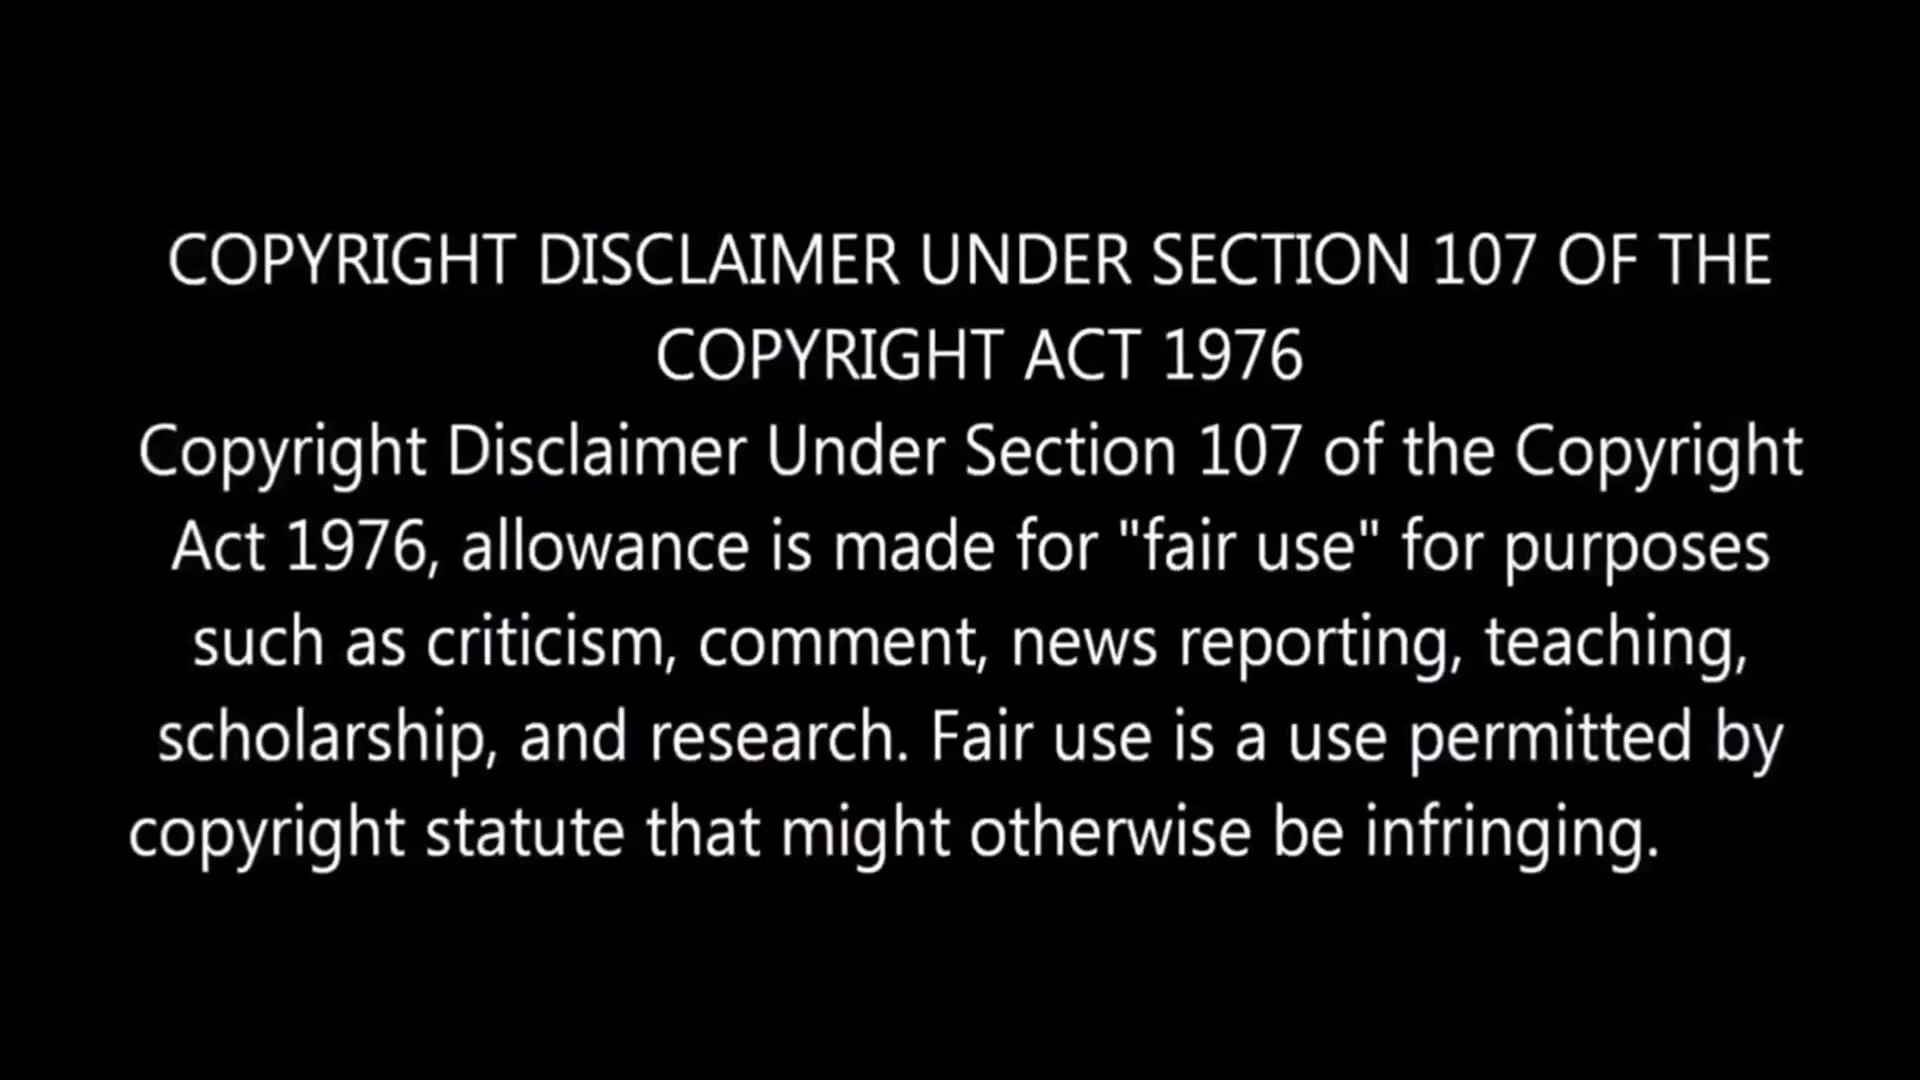 COPYRIGHT DISCLAIMER UNDER SECTION 107 OF THE
COPYRIGHT ACT 1976
Copyright Disclaimer Under Section 107 of the Copyright
Act 1976, allowance is made for "fair use" for purposes
such as criticism, comment, news reporting, teaching,
scholarship, and research. Fair use is a use permitted by
copyright statute that might otherwise be infringing.